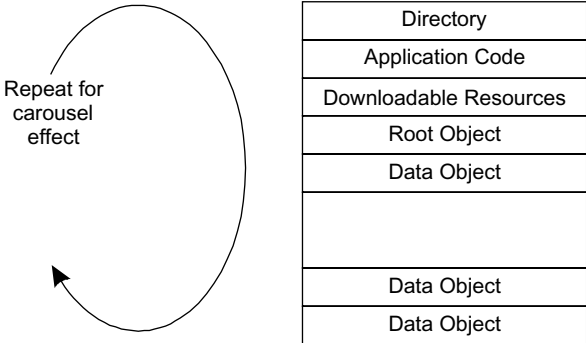 Repeat for
carousel
effect
Directory
Application Code
Downloadable Resources
Root Object
Data Object
Data Object
Data Object